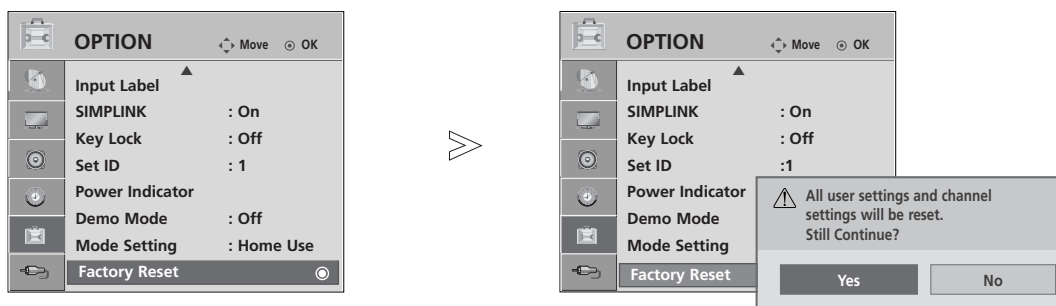 OPTION
Move
OK
Input Label
SIMPLINK : On
Key Lock : Off
Set ID : 1
Power Indicator
Demo Mode : Off
Mode Setting : Home Use
Factory Reset
OPTION
Move
OK
Input Label
SIMPLINK : On
Key Lock : Off
Set ID :1
Power Indicator
Demo Mode
Mode Setting
Factory Reset
All user settings and channel
settings will be reset.
Still Continue?
Yes
No